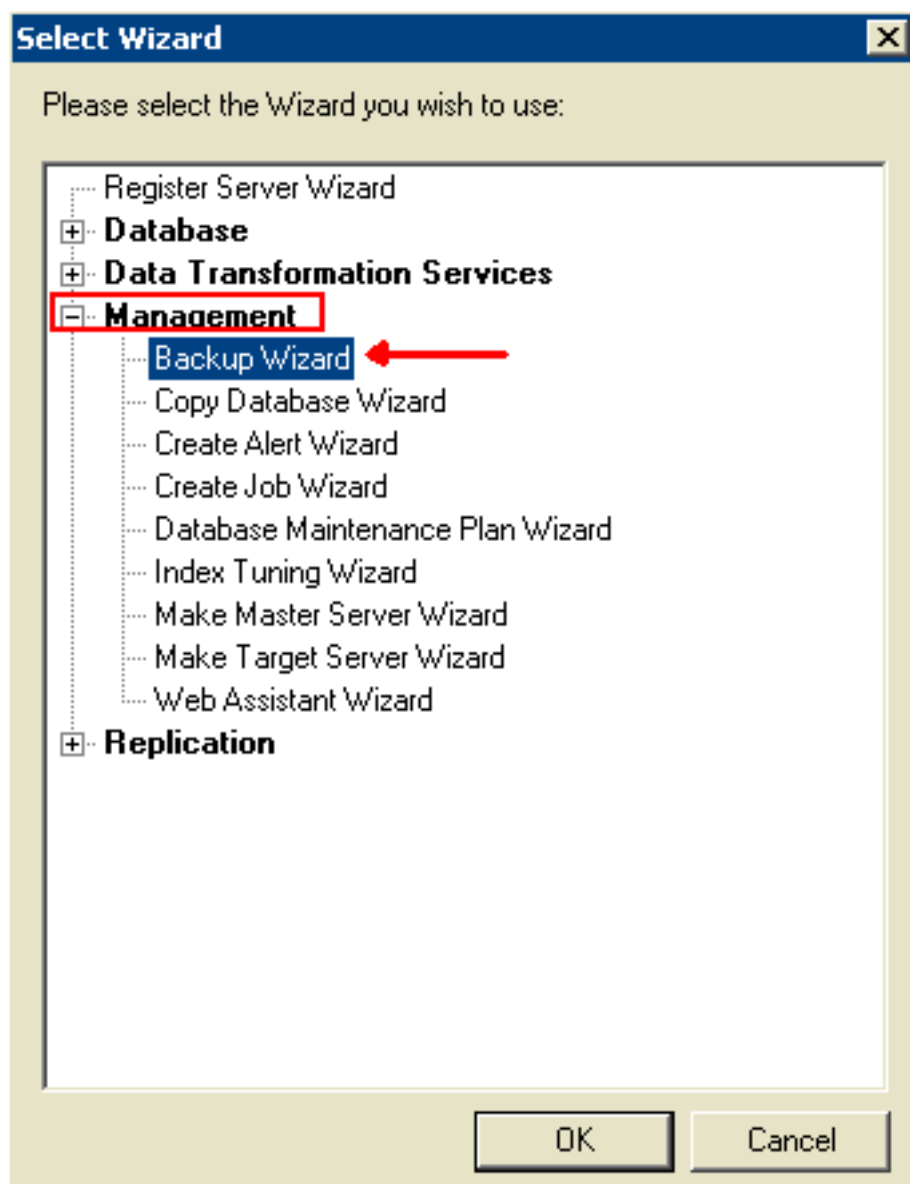 Select Wizard
Please select the Wizard you wish to use:
Register Server Wizard
Database
Data Transformation Services
Management
Backup Wizard
Copy Database Wizard
Create Alert Wizard
Create Job Wizard
Database Maintenance Plan Wizard
Index Tuning Wizard
Make Master Server Wizard
Make Target Server Wizard
Web Assistant Wizard
Replication
OK Cancel